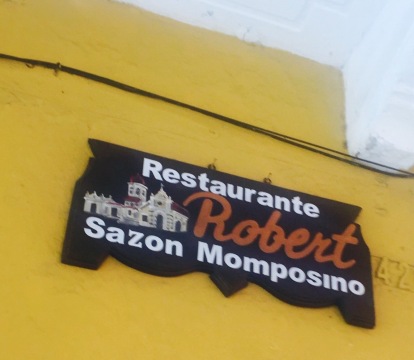 Restaurante
Robert
Sazon Momposino